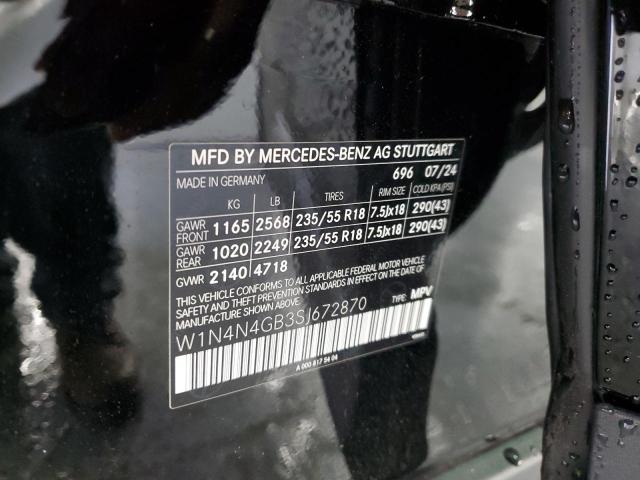 MFD BY MERCEDES-BENZ AG STUTTGART
MADE IN GERMANY 696 07/24
KG LB TIRES RIM SIZE COLD KPA (PSI)
GAWR FRONT 1165 2568 235/55 R18 7.5Jx18 290(43)
GAWR REAR 1020 2249 235/55 R18 7.5Jx18 290(43)
GVWR 2140 4718
THIS VEHICLE CONFORMS TO ALL APPLICABLE FEDERAL MOTOR VEHICLE
SAFETY AND THEFT PREVENTION STANDARDS IN EFFECT ON THE DATE OF
MANUFACTURE SHOWN ABOVE.
W1N4N4GB3SJ672870 TYPE: MPV
A 000 817 54 04